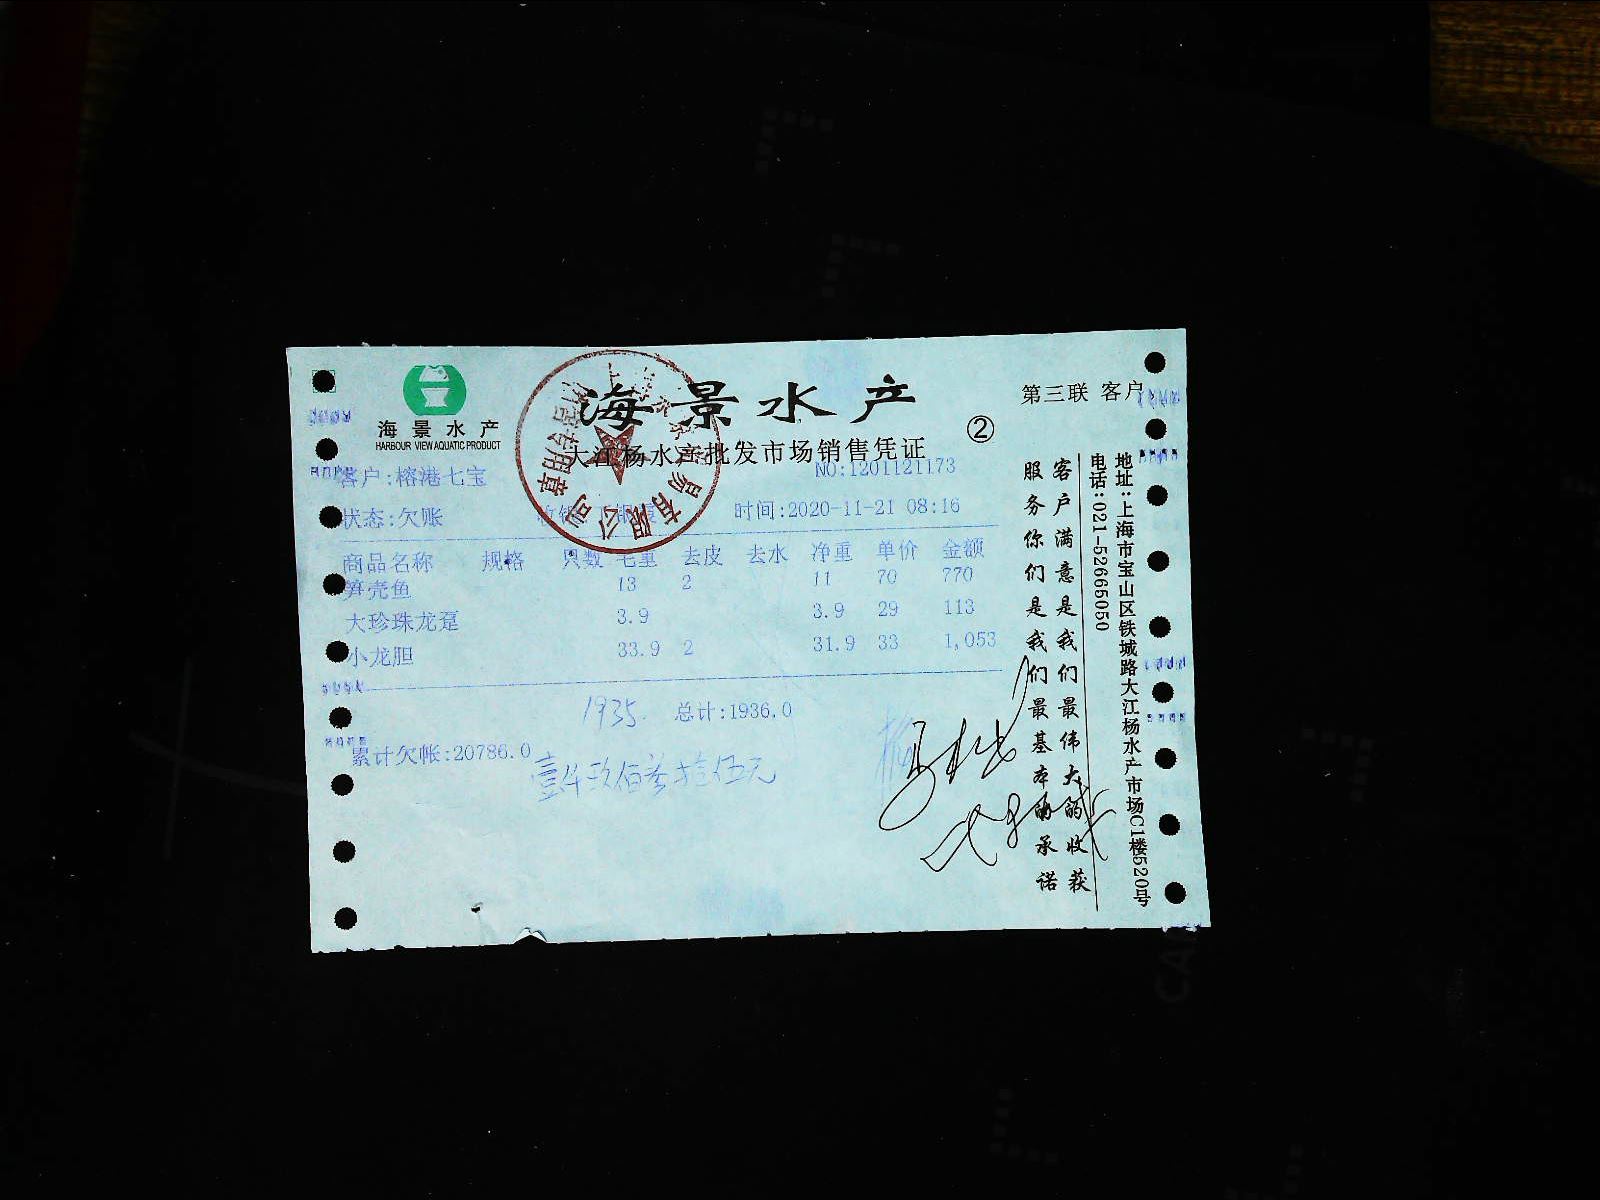 海景水产
HARBOUR VIEW AQUATIC PRODUCT
海景水产
第三联 客户
②
大江杨水产批发市场销售凭证
客户:榕港七宝
NO:1201121173
状态:欠账
时间:2020-11-21 08:16
商品名称 规格 只数 毛重 去皮 去水 净重 单价 金额
笋壳鱼 13 2 11 70 770
大珍珠龙趸 3.9 3.9 29 113
小龙胆 33.9 2 31.9 33 1,053
1935. 总计:1936.0
累计欠帐:20786.0
壹仟玖佰叁拾伍元
有限公司
专用章
客户满意是我们最伟大的收获
服务你们是我们最基本的承诺
地址:上海市宝山区铁城路大江杨水产市场C1楼520号
电话:021-52665050